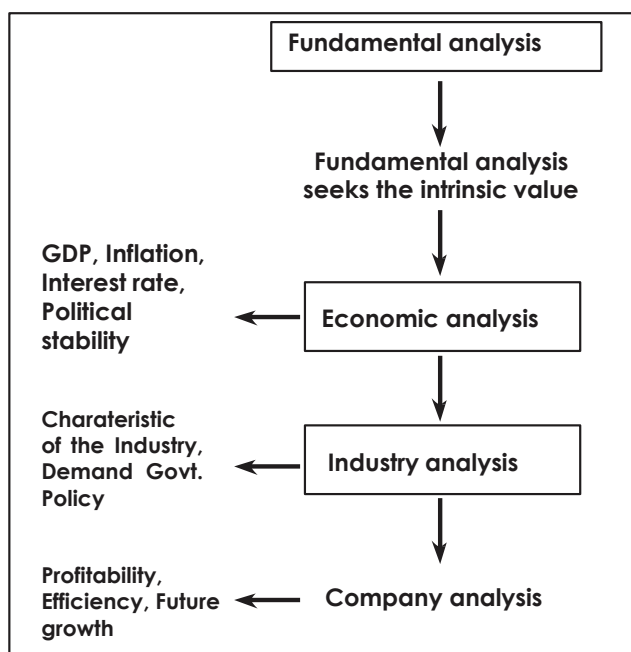 Fundamental analysis
Fundamental analysis
seeks the intrinsic value
GDP, Inflation,
Interest rate,
Political
stability
Economic analysis
Charateristic
of the Industry,
Demand Govt.
Policy
Industry analysis
Profitability,
Efficiency, Future
growth
Company analysis